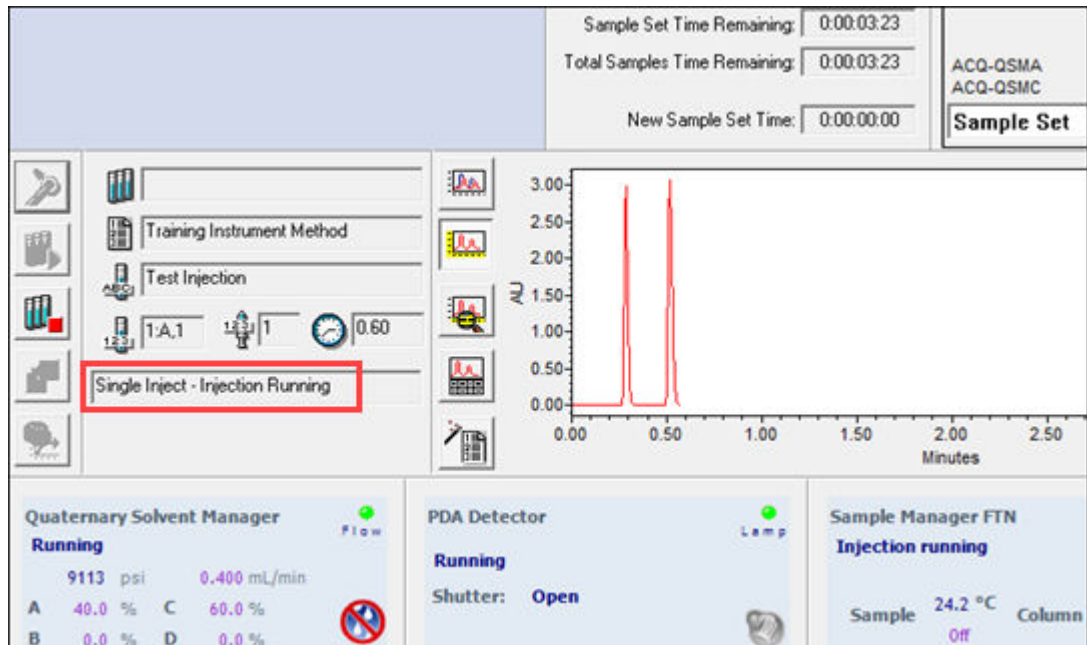 Sample Set Time Remaining: 0:00:03:23
Total Samples Time Remaining: 0:00:03:23
New Sample Set Time: 0:00:00:00
ACQ-QSMA
ACQ-QSMC
Sample Set
Training Instrument Method
ABC
Test Injection
123
1:A,1
123
1
0.60
Single Inject - Injection Running
3.00
2.50
2.00
1.50
1.00
0.50
0.00
AU
0.00 0.50 1.00 1.50 2.00 2.50
Minutes
Quaternary Solvent Manager
Flow
Running
9113 psi 0.400 mL/min
A 40.0 % C 60.0 %
B 0.0 % D 0.0 %
PDA Detector
Lamp
Running
Shutter: Open
Sample Manager FTN
Injection running
Sample 24.2 °C Column
Off